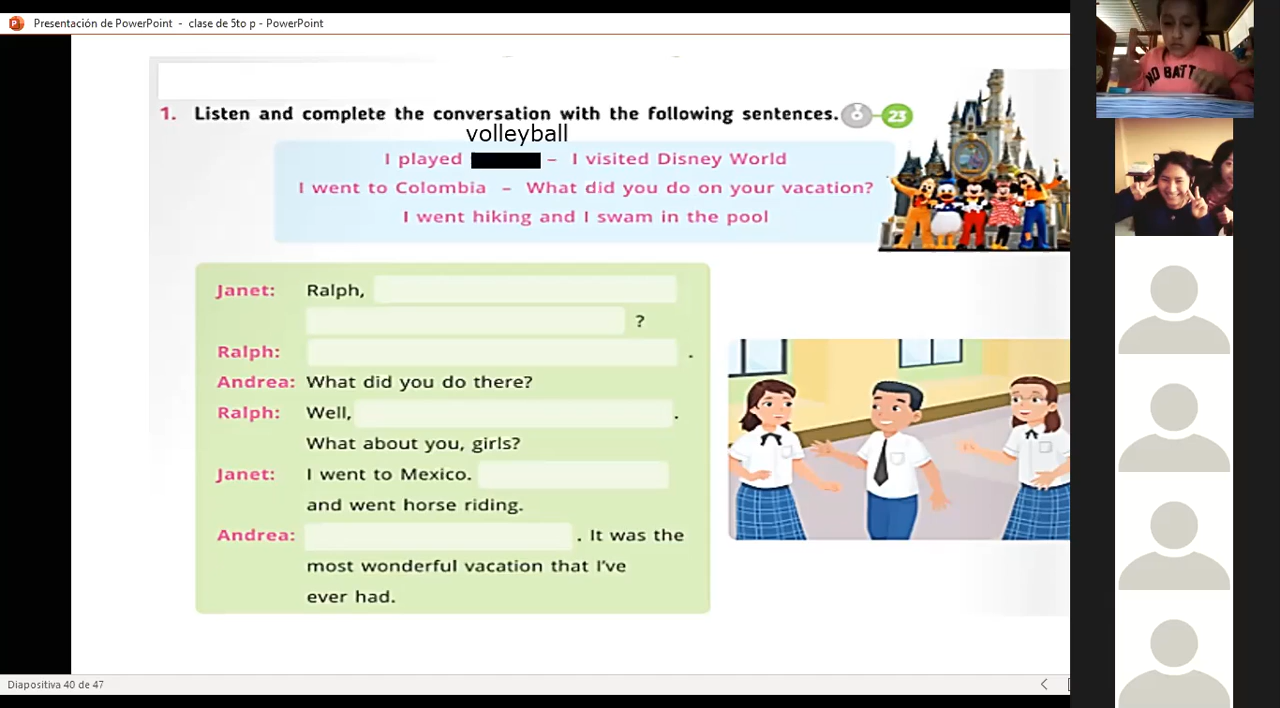 Presentación de PowerPoint - clase de 5to p - PowerPoint
1. Listen and complete the conversation with the following sentences. 23
volleyball
I played – I visited Disney World
I went to Colombia – What did you do on your vacation?
I went hiking and I swam in the pool
Janet: Ralph,
?
Ralph: .
Andrea: What did you do there?
Ralph: Well, .
What about you, girls?
Janet: I went to Mexico.
and went horse riding.
Andrea: . It was the
most wonderful vacation that I've
ever had.
Diapositiva 40 de 47
NO BATT